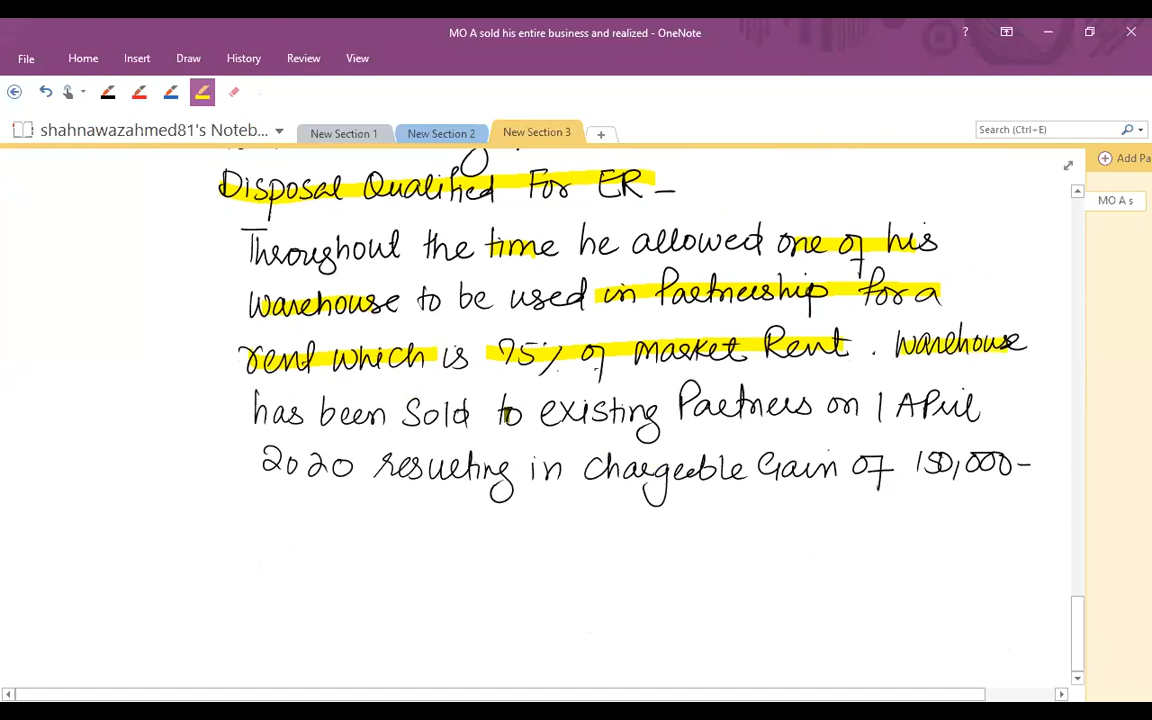 MO A sold his entire business and realized - OneNote
?
File Home Insert Draw History Review View
shahnawazahmed81's Noteb...
New Section 1 New Section 2 New Section 3 +
Search (Ctrl+E)
Add Pa
MO A s
Disposal Qualified For ER –
Throughout the time he allowed one of his
warehouse to be used in Partnership for a
rent which is 75% of market Rent. Warehouse
has been Sold to existing Partners on 1 April
2020 resulting in Chargeable Gain of 150,000–